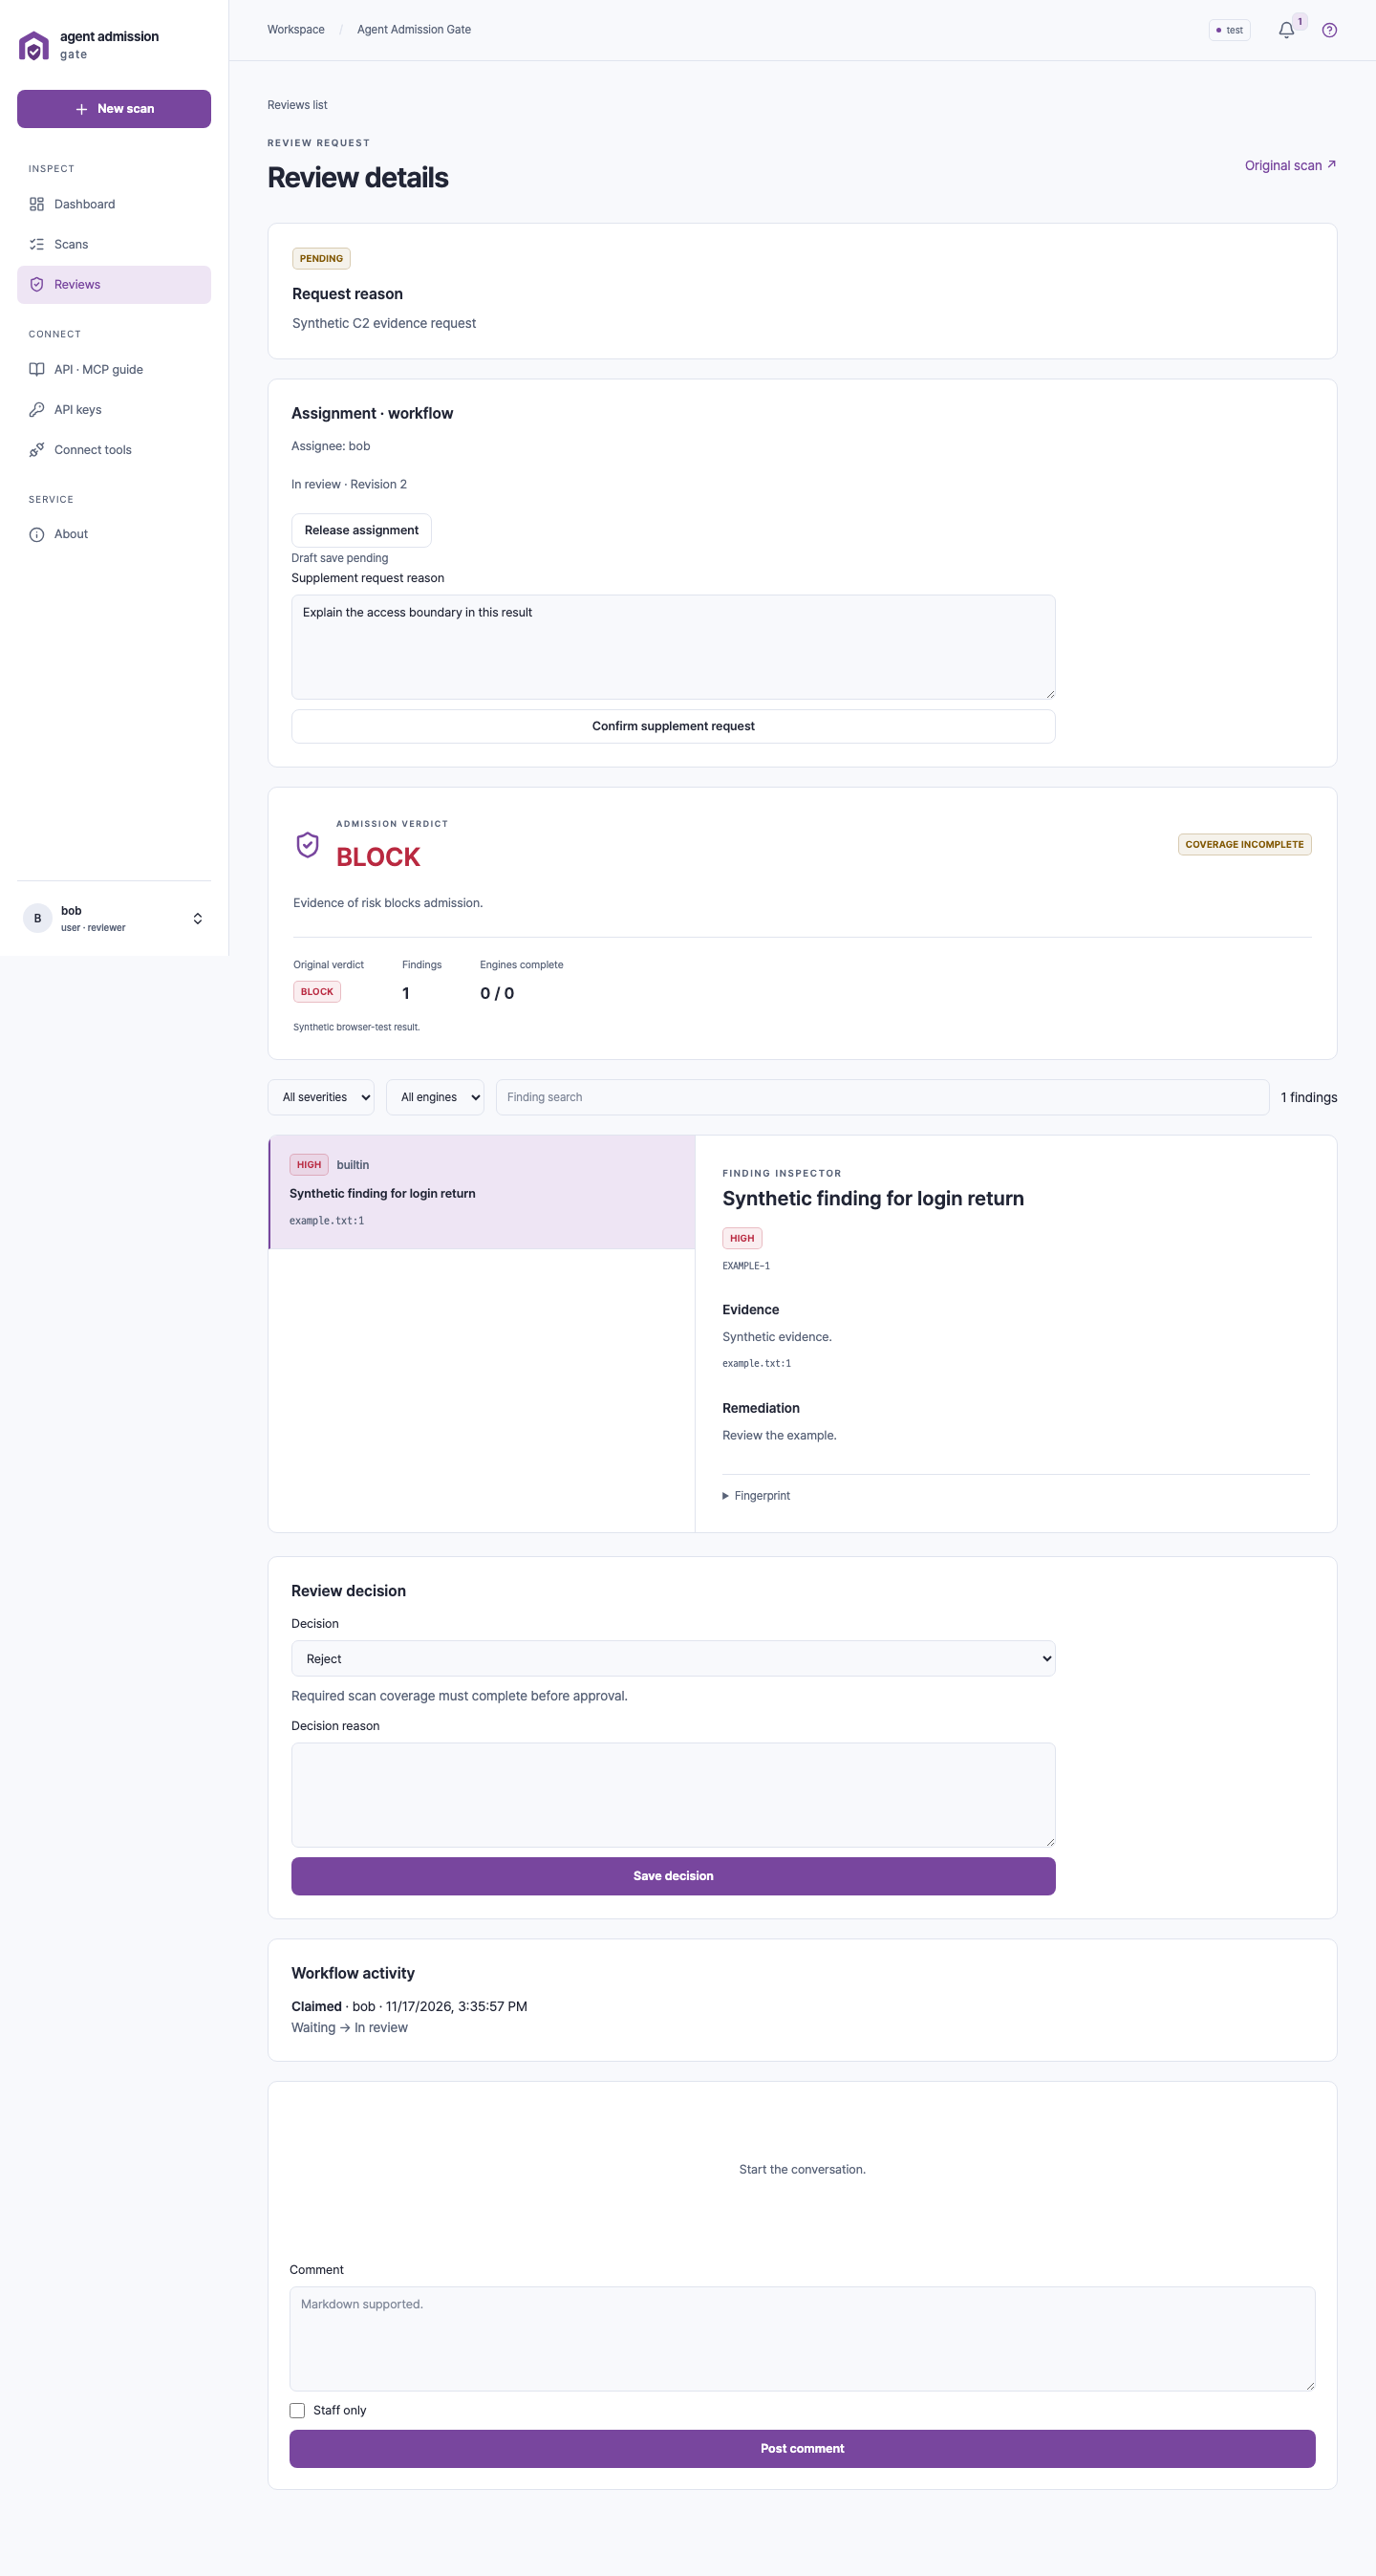 agent admission
gate
New scan
INSPECT
Dashboard
Scans
Reviews
CONNECT
API · MCP guide
API keys
Connect tools
SERVICE
About
B
bob
user · reviewer
Workspace / Agent Admission Gate
test
1
Reviews list
REVIEW REQUEST
Review details
Original scan ↗
PENDING
Request reason
Synthetic C2 evidence request
Assignment · workflow
Assignee: bob
In review · Revision 2
Release assignment
Draft save pending
Supplement request reason
Explain the access boundary in this result
Confirm supplement request
ADMISSION VERDICT
BLOCK
COVERAGE INCOMPLETE
Evidence of risk blocks admission.
Original verdict Findings Engines complete
BLOCK 1 0 / 0
Synthetic browser-test result.
All severities All engines Finding search 1 findings
HIGH builtin
Synthetic finding for login return
example.txt:1
FINDING INSPECTOR
Synthetic finding for login return
HIGH
EXAMPLE-1
Evidence
Synthetic evidence.
example.txt:1
Remediation
Review the example.
Fingerprint
Review decision
Decision
Reject
Required scan coverage must complete before approval.
Decision reason
Save decision
Workflow activity
Claimed · bob · 11/17/2026, 3:35:57 PM
Waiting → In review
Start the conversation.
Comment
Markdown supported.
Staff only
Post comment